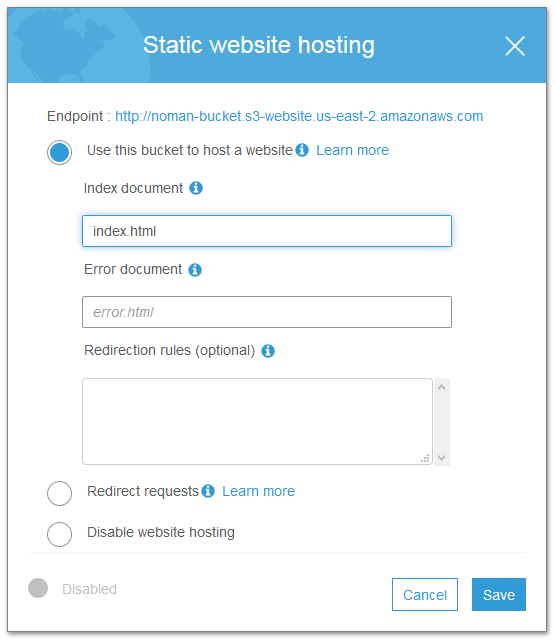 Static website hosting
Endpoint : http://noman-bucket.s3-website.us-east-2.amazonaws.com
Use this bucket to host a website Learn more
Index document
index.html
Error document
error.html
Redirection rules (optional)
Redirect requests Learn more
Disable website hosting
Disabled
Cancel
Save